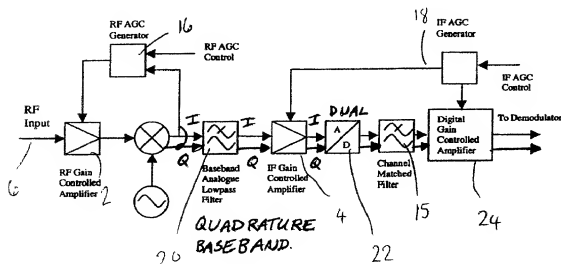 RF AGC
Generator
16
RF AGC
Control
18
IF AGC
Generator
IF AGC
Control
RF
Input
6
RF Gain
Controlled
Amplifier
2
I
Q
Baseband
Analogue
Lowpass
Filter
20
I
Q
IF Gain
Controlled
Amplifier
4
I
Q
DUAL
A
D
22
Channel
Matched
Filter
15
Digital
Gain
Controlled
Amplifier
24
To Demodulator
QUADRATURE
BASEBAND.